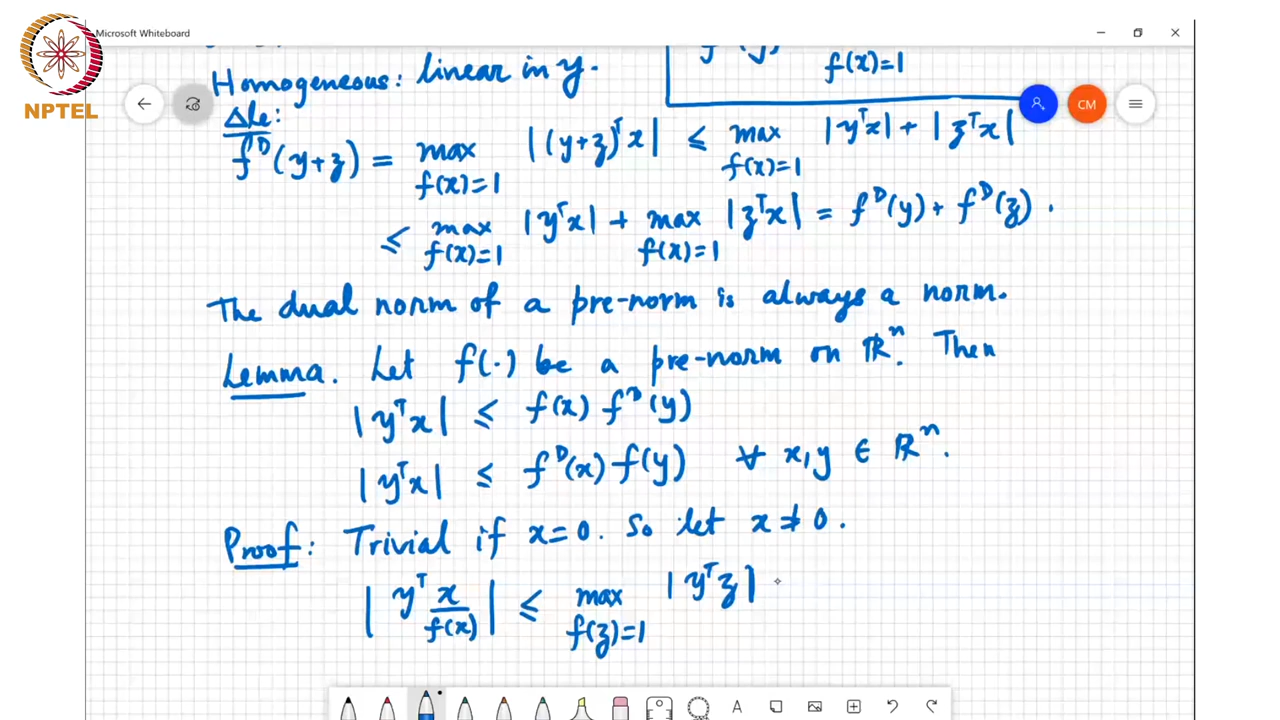 Microsoft Whiteboard
NPTEL
CM
f(x)=1
Homogeneous: linear in y.
Δle:
f^D(y+z) = max_{f(x)=1} |(y+z)^T x| ≤ max_{f(x)=1} |y^T x| + |z^T x|
≤ max_{f(x)=1} |y^T x| + max_{f(x)=1} |z^T x| = f^D(y) + f^D(z).
The dual norm of a pre-norm is always a norm.
Lemma. Let f(·) be a pre-norm on ℝ^n. Then
|y^T x| ≤ f(x) f^D(y)
|y^T x| ≤ f^D(x) f(y) ∀ x,y ∈ ℝ^n.
Proof: Trivial if x=0. So let x≠0.
|y^T x/f(x)| ≤ max_{f(z)=1} |y^T z|
A